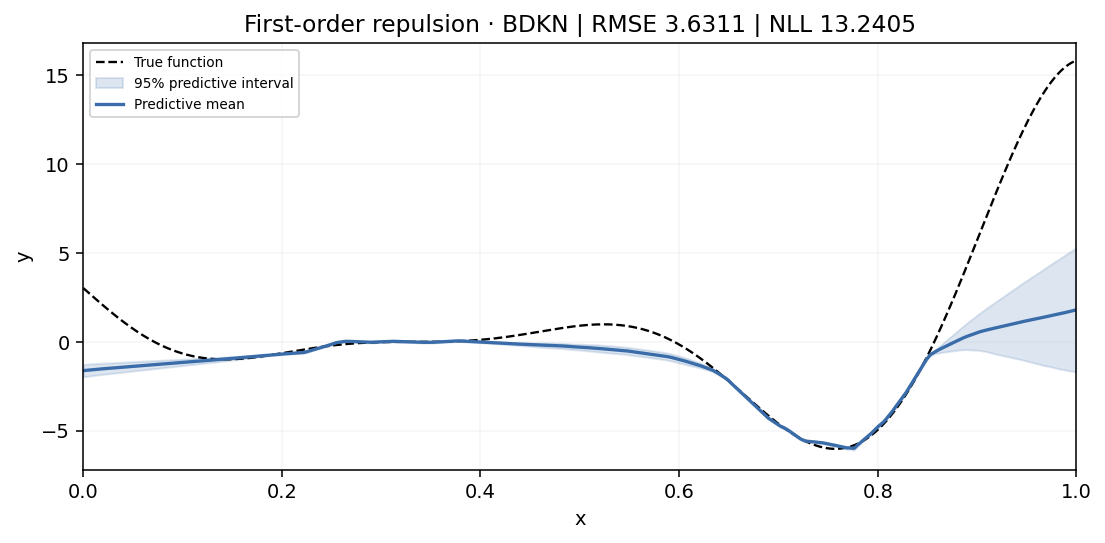 First-order repulsion · BDKN | RMSE 3.6311 | NLL 13.2405
True function
95% predictive interval
Predictive mean
15
10
5
0
−5
y
0.0 0.2 0.4 0.6 0.8 1.0
x